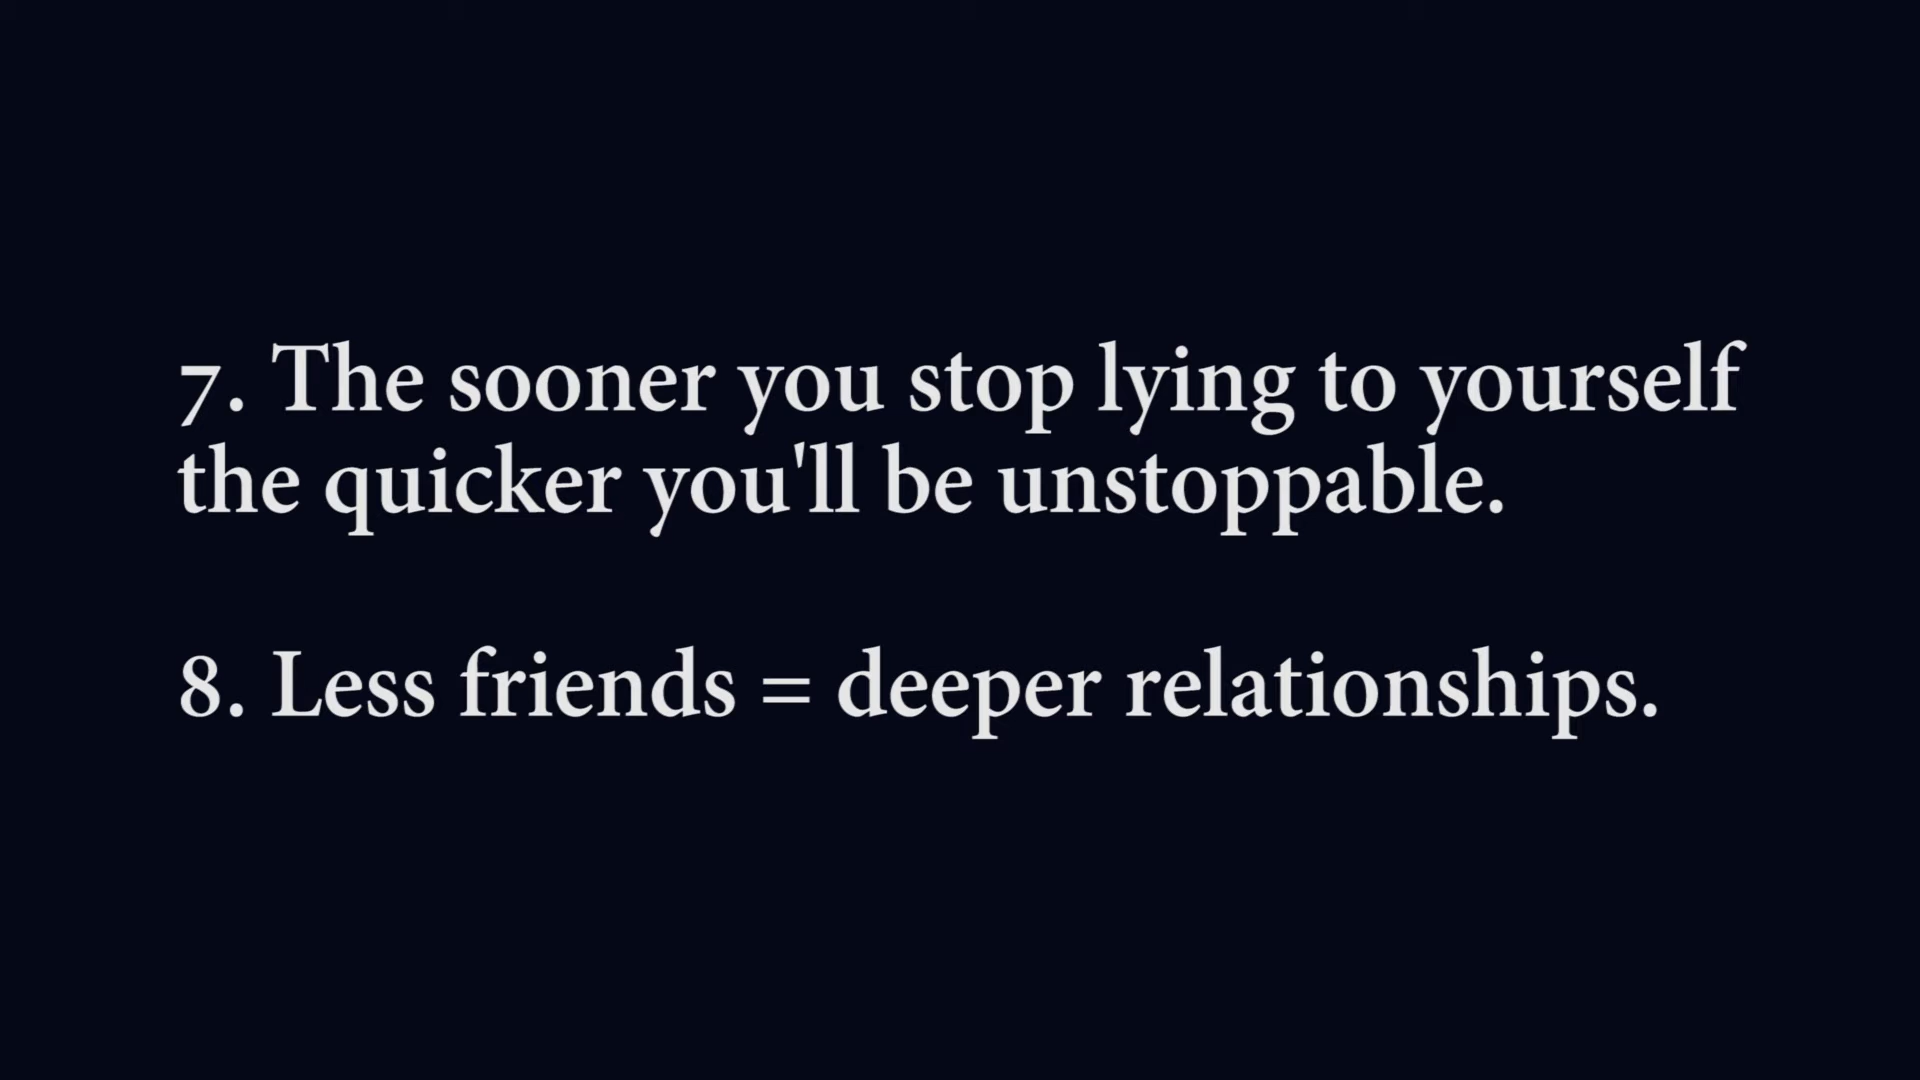 7. The sooner you stop lying to yourself
the quicker you'll be unstoppable.
8. Less friends = deeper relationships.